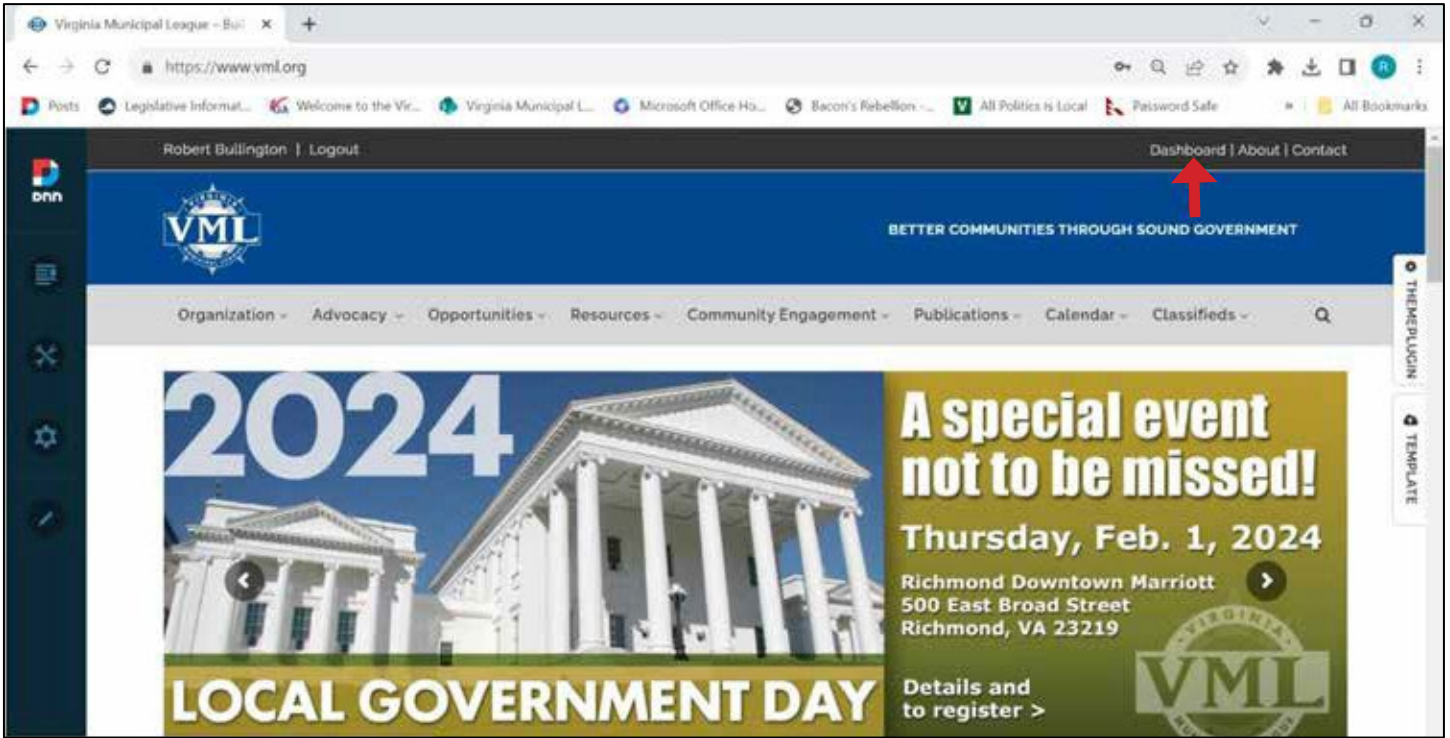 Virginia Municipal League – Bui
https://www.vml.org
Posts Legislative Informat... Welcome to the Vir... Virginia Municipal L... Microsoft Office Ho... Bacon's Rebellion -... All Politics is Local Password Safe » All Bookmarks
Robert Bullington | Logout Dashboard | About | Contact
DNN
VIRGINIA
VML
BETTER COMMUNITIES THROUGH SOUND GOVERNMENT
Organization Advocacy Opportunities Resources Community Engagement Publications Calendar Classifieds
THEMEPLUGIN
TEMPLATE
2024
LOCAL GOVERNMENT DAY
A special event
not to be missed!
Thursday, Feb. 1, 2024
Richmond Downtown Marriott
500 East Broad Street
Richmond, VA 23219
Details and
to register >
VIRGINIA
VML